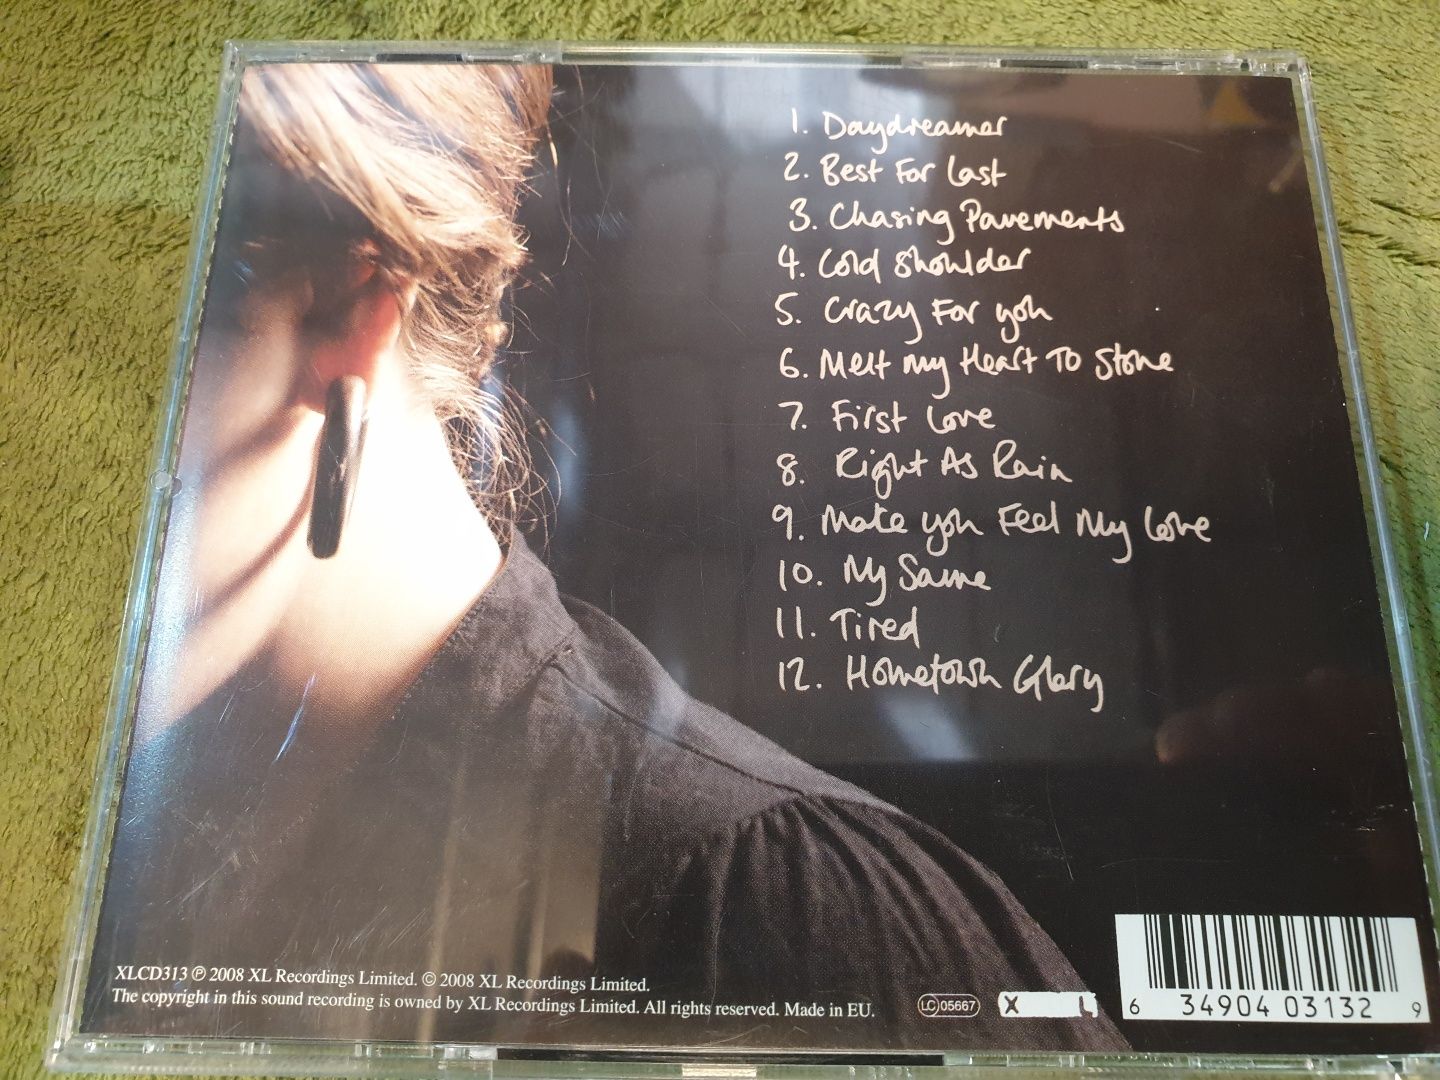 1. Daydreamer
2. Best For Last
3. Chasing Pavements
4. Cold Shoulder
5. Crazy For you
6. Melt My Heart To Stone
7. First Love
8. Right As Rain
9. Make you Feel My Love
10. My Same
11. Tired
12. Hometown Glory
XLCD313 ℗ 2008 XL Recordings Limited. © 2008 XL Recordings Limited.
The copyright in this sound recording is owned by XL Recordings Limited. All rights reserved. Made in EU.
LC 05667
X L
6 34904 03132 9